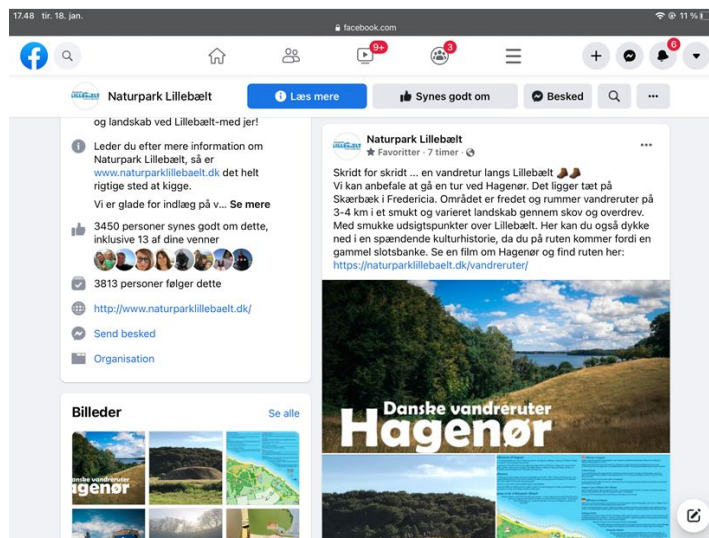 17.48 tir. 18. jan.
facebook.com
11 %
9+
3
6
Naturpark Lillebælt
Læs mere
Synes godt om
Besked
og landskab ved Lillebælt-med jer!
Leder du efter mere information om
Naturpark Lillebælt, så er
www.naturparklillebaelt.dk det helt
rigtige sted at kigge.
Vi er glade for indlæg på v... Se mere
3450 personer synes godt om dette,
inklusive 13 af dine venner
3813 personer følger dette
http://www.naturparklillebaelt.dk/
Send besked
Organisation
Billeder
Se alle
Danske vandreruter
Hagenør
Naturpark Lillebælt
Favoritter · 7 timer ·
Skridt for skridt ... en vandretur langs Lillebælt
Vi kan anbefale at gå en tur ved Hagenør. Det ligger tæt på
Skærbæk i Fredericia. Området er fredet og rummer vandreruter på
3-4 km i et smukt og varieret landskab gennem skov og overdrev.
Med smukke udsigtspunkter over Lillebælt. Her kan du også dykke
ned i en spændende kulturhistorie, da du på ruten kommer fordi en
gammel slotsbanke. Se en film om Hagenør og find ruten her:
https://naturparklillebaelt.dk/vandreruter/
Danske vandreruter
Hagenør